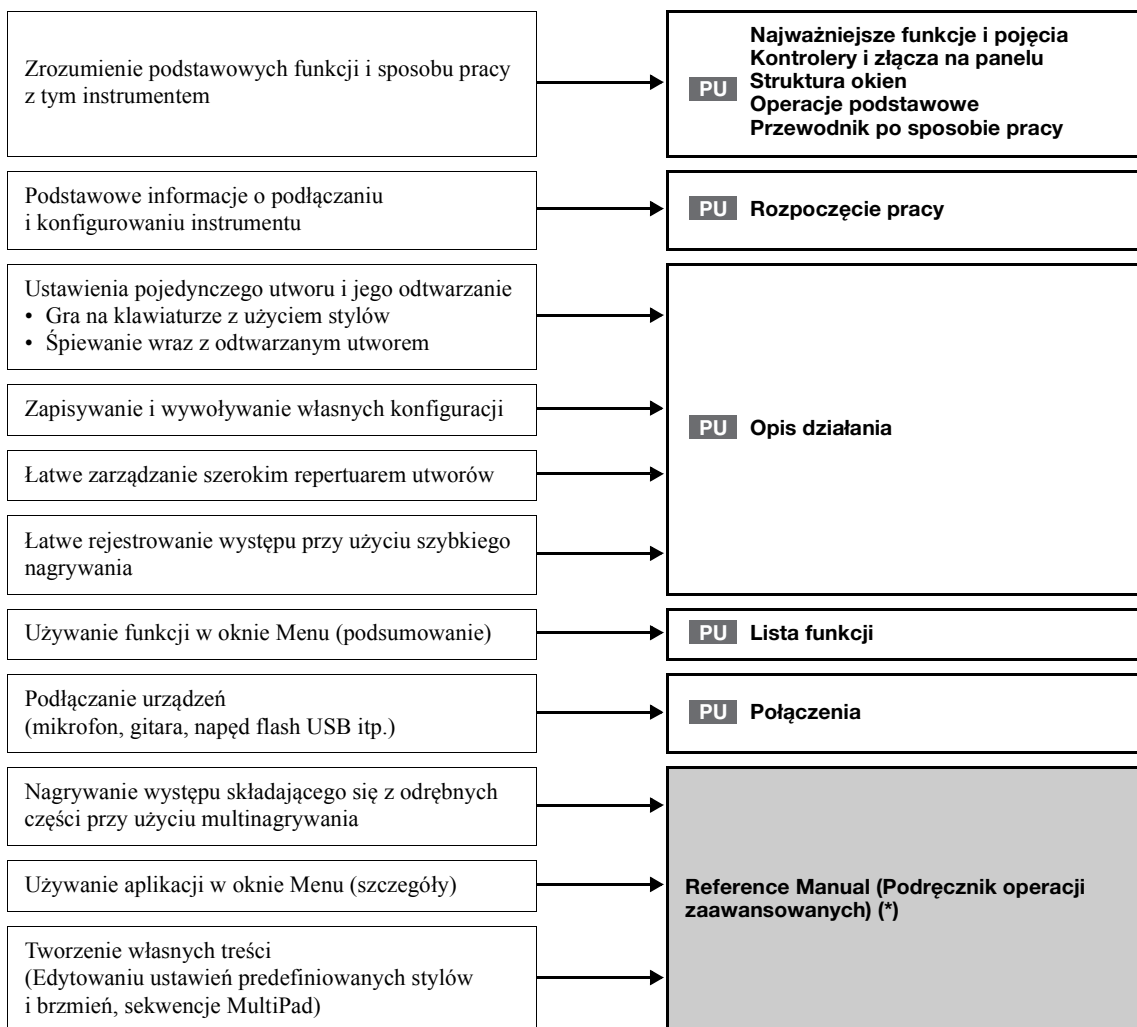 Zrozumienie podstawowych funkcji i sposobu pracy
z tym instrumentem
PU
Najważniejsze funkcje i pojęcia
Kontrolery i złącza na panelu
Struktura okien
Operacje podstawowe
Przewodnik po sposobie pracy
Podstawowe informacje o podłączaniu
i konfigurowaniu instrumentu
PU Rozpoczęcie pracy
Ustawienia pojedynczego utworu i jego odtwarzanie
• Gra na klawiaturze z użyciem stylów
• Śpiewanie wraz z odtwarzanym utworem
Zapisywanie i wywoływanie własnych konfiguracji
Łatwe zarządzanie szerokim repertuarem utworów
Łatwe rejestrowanie występu przy użyciu szybkiego
nagrywania
PU Opis działania
Używanie funkcji w oknie Menu (podsumowanie)
PU Lista funkcji
Podłączanie urządzeń
(mikrofon, gitara, napęd flash USB itp.)
PU Połączenia
Nagrywanie występu składającego się z odrębnych
części przy użyciu multinagrywania
Używanie aplikacji w oknie Menu (szczegóły)
Tworzenie własnych treści
(Edytowaniu ustawień predefiniowanych stylów
i brzmień, sekwencje MultiPad)
Reference Manual (Podręcznik operacji
zaawansowanych) (*)